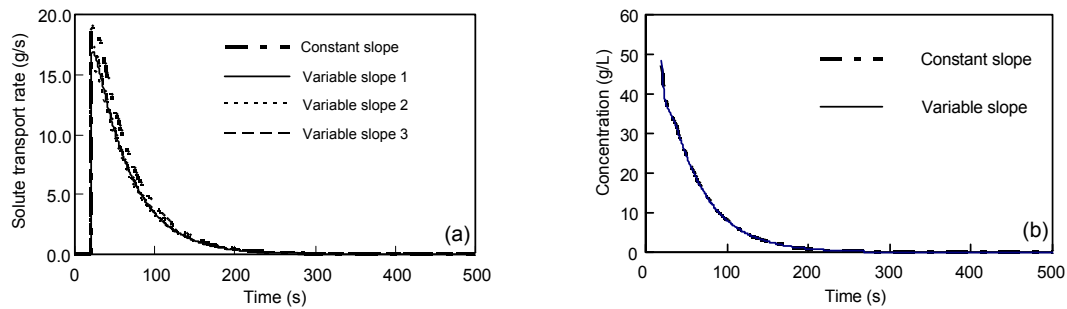 Solute transport rate (g/s)
20.0
15.0
10.0
5.0
0.0
Constant slope
Variable slope 1
Variable slope 2
Variable slope 3
(a)
0 100 200 300 400 500
Time (s)
Concentration (g/L)
60
50
40
30
20
10
0
Constant slope
Variable slope
(b)
0 100 200 300 400 500
Time (s)